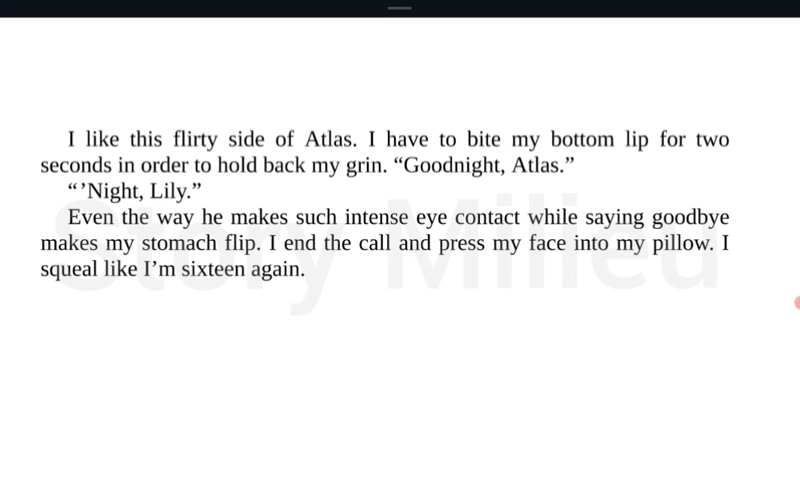 I like this flirty side of Atlas. I have to bite my bottom lip for two
seconds in order to hold back my grin. “Goodnight, Atlas.”
“ ’Night, Lily.”
Even the way he makes such intense eye contact while saying goodbye
makes my stomach flip. I end the call and press my face into my pillow. I
squeal like I’m sixteen again.
Story Milieu